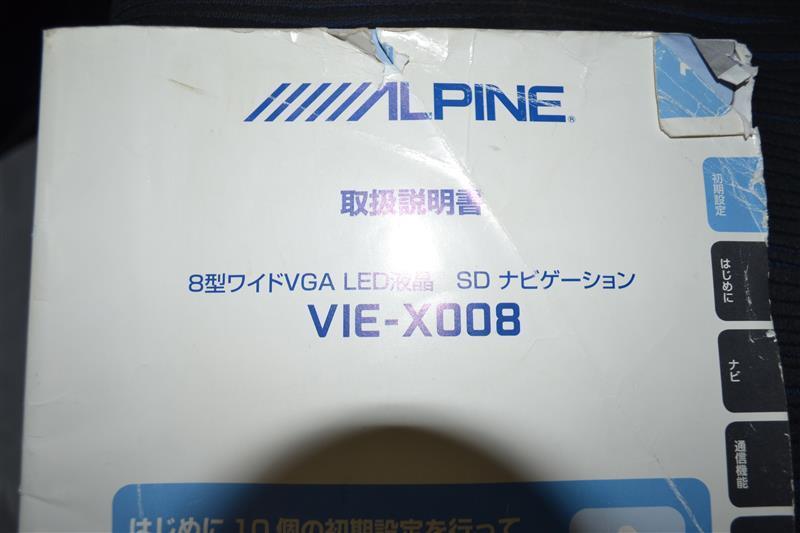 ALPINE®
取扱説明書
8型ワイドVGA LED液晶 SD ナビゲーション
VIE-X008
初期設定
はじめに
ナビ
通信機能
はじめに 10 個の初期設定を行って